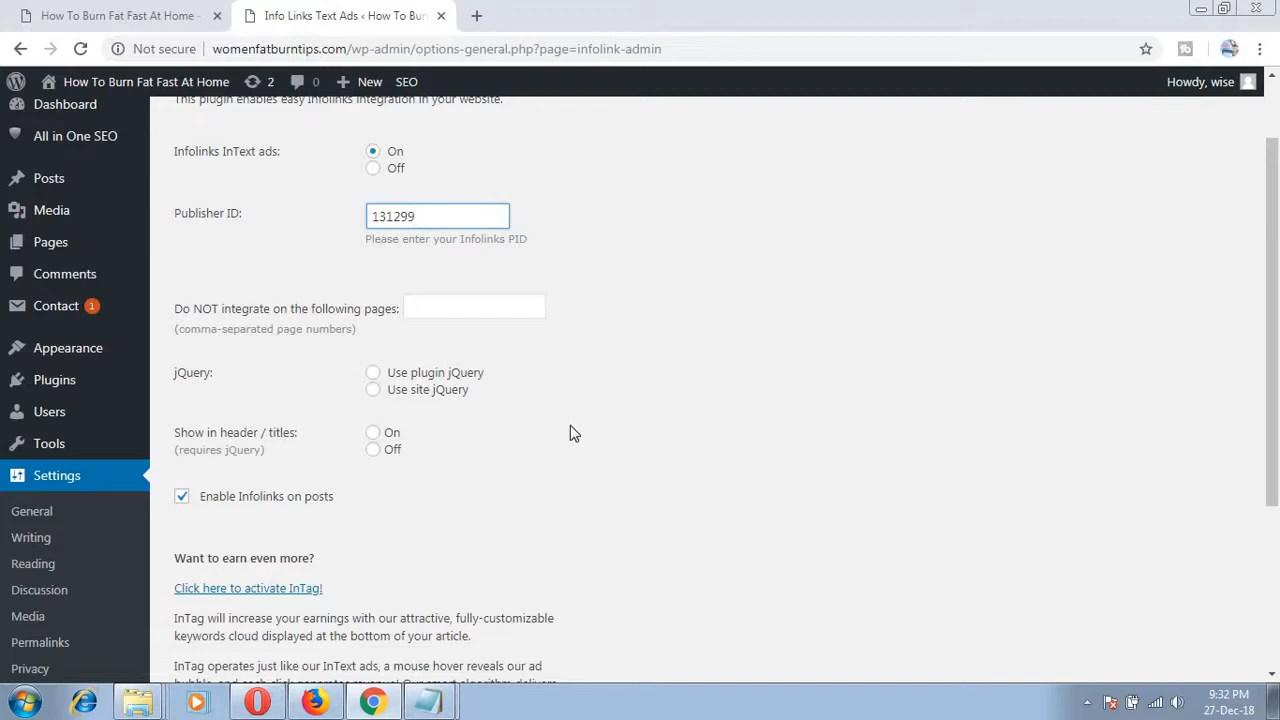 How To Burn Fat Fast At Home -
Info Links Text Ads ‹ How To Bur
Not secure
womenfatburntips.com/wp-admin/options-general.php?page=infolink-admin
How To Burn Fat Fast At Home
2
0
New
SEO
Howdy, wise
Dashboard
All in One SEO
Posts
Media
Pages
Comments
Contact 1
Appearance
Plugins
Users
Tools
Settings
General
Writing
Reading
Discussion
Media
Permalinks
Privacy
This plugin enables easy Infolinks integration in your website.
Infolinks InText ads:
On
Off
Publisher ID:
131299
Please enter your Infolinks PID
Do NOT integrate on the following pages:
(comma-separated page numbers)
jQuery:
Use plugin jQuery
Use site jQuery
Show in header / titles:
(requires jQuery)
On
Off
Enable Infolinks on posts
Want to earn even more?
Click here to activate InTag!
InTag will increase your earnings with our attractive, fully-customizable
keywords cloud displayed at the bottom of your article.
InTag operates just like our InText ads, a mouse hover reveals our ad
9:32 PM
27-Dec-18